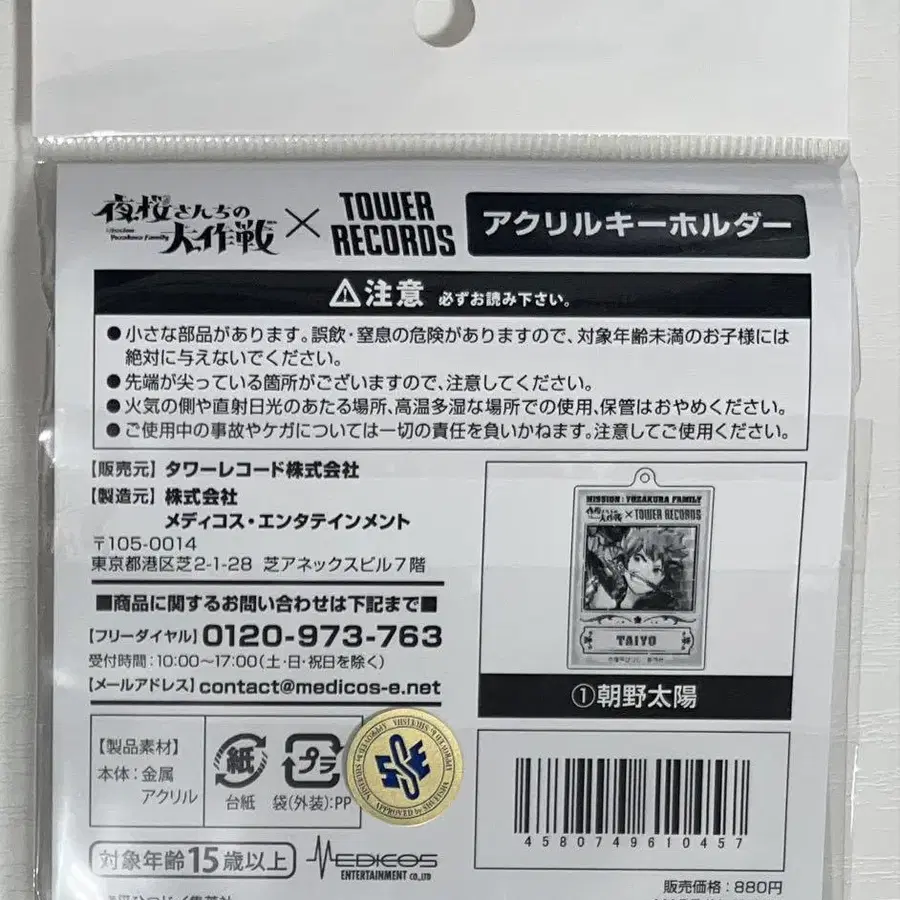 夜桜さんちの大作戦
Mission: Yozakura Family
×
TOWER RECORDS
アクリルキーホルダー
注意 必ずお読み下さい。
●小さな部品があります。誤飲・窒息の危険がありますので、対象年齢未満のお子様には
絶対に与えないでください。
●先端が尖っている箇所がございますので、注意してください。
●火気の側や直射日光のあたる場所、高温多湿な場所での使用、保管はおやめください。
●ご使用中の事故やケガについては一切の責任を負いかねます。注意してご使用ください。
【販売元】タワーレコード株式会社
【製造元】株式会社
メディコス・エンタテインメント
〒105-0014
東京都港区芝2-1-28 芝アネックスビル7階
■商品に関するお問い合わせは下記まで■
【フリーダイヤル】0120-973-763
受付時間：10:00～17:00(土・日・祝日を除く)
【メールアドレス】contact@medicos-e.net
MISSION : YOZAKURA FAMILY
夜桜さんちの大作戦 × TOWER RECORDS
TAIYO
①朝野太陽
【製品素材】
本体：金属
アクリル
紙
台紙
プラ
袋(外装)：PP
APPROVED by SHUEISHA
4580749610457
対象年齢15歳以上
MEDICOS
ENTERTAINMENT CO.,LTD
販売価格：880円